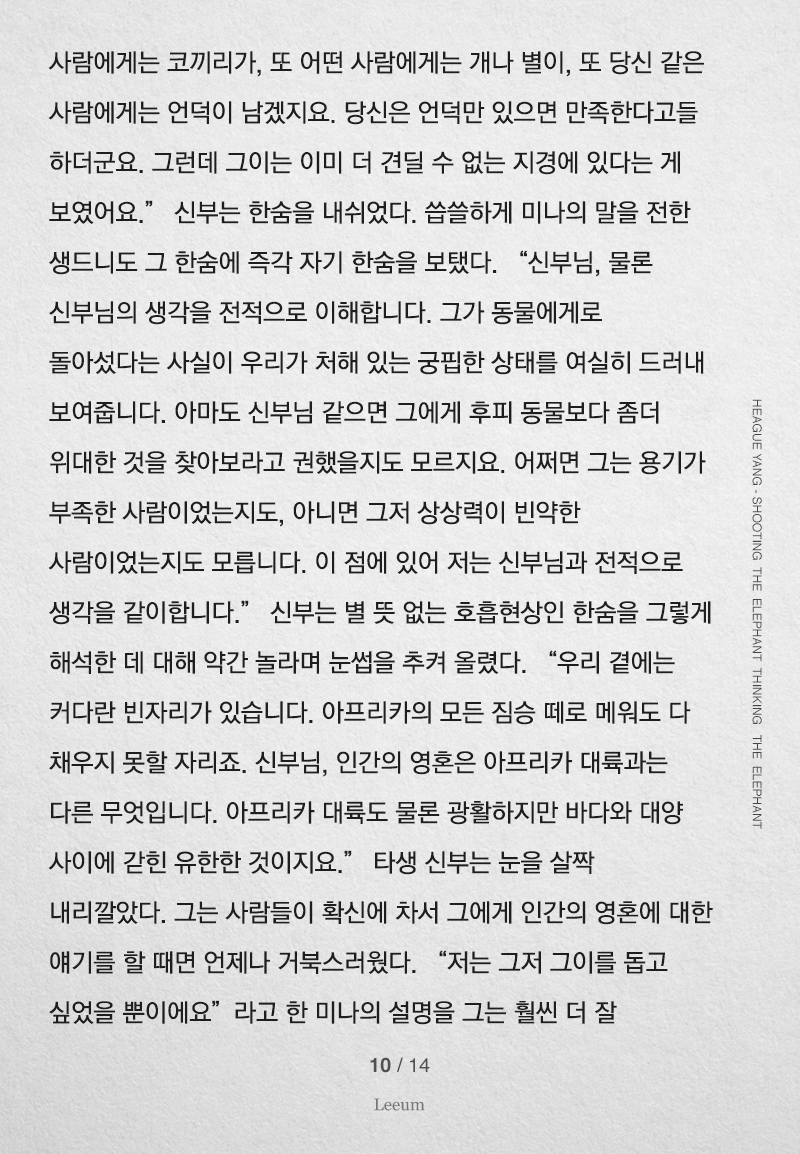 사람에게는 코끼리가, 또 어떤 사람에게는 개나 별이, 또 당신 같은
사람에게는 언덕이 남겠지요. 당신은 언덕만 있으면 만족한다고들
하더군요. 그런데 그이는 이미 더 견딜 수 없는 지경에 있다는 게
보였어요.” 신부는 한숨을 내쉬었다. 씁쓸하게 미나의 말을 전한
생드니도 그 한숨에 즉각 자기 한숨을 보탰다. “신부님, 물론
신부님의 생각을 전적으로 이해합니다. 그가 동물에게로
돌아섰다는 사실이 우리가 처해 있는 궁핍한 상태를 여실히 드러내
보여줍니다. 아마도 신부님 같으면 그에게 후피 동물보다 좀더
위대한 것을 찾아보라고 권했을지도 모르지요. 어쩌면 그는 용기가
부족한 사람이었는지도, 아니면 그저 상상력이 빈약한
사람이었는지도 모릅니다. 이 점에 있어 저는 신부님과 전적으로
생각을 같이합니다.” 신부는 별 뜻 없는 호흡현상인 한숨을 그렇게
해석한 데 대해 약간 놀라며 눈썹을 추켜 올렸다. “우리 곁에는
커다란 빈자리가 있습니다. 아프리카의 모든 짐승 떼로 메워도 다
채우지 못할 자리죠. 신부님, 인간의 영혼은 아프리카 대륙과는
다른 무엇입니다. 아프리카 대륙도 물론 광활하지만 바다와 대양
사이에 갇힌 유한한 것이지요.” 타생 신부는 눈을 살짝
내리깔았다. 그는 사람들이 확신에 차서 그에게 인간의 영혼에 대한
얘기를 할 때면 언제나 거북스러웠다. “저는 그저 그이를 돕고
싶었을 뿐이에요” 라고 한 미나의 설명을 그는 훨씬 더 잘
HEAGUE YANG - SHOOTING THE ELEPHANT THINKING THE ELEPHANT
10 / 14
Leeum